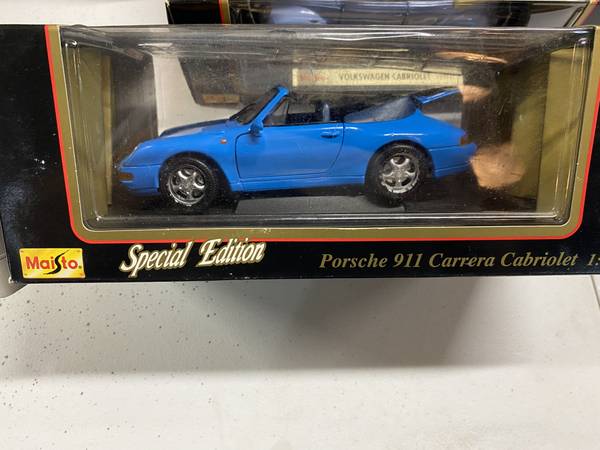 VOLKSWAGEN CABRIOLET
Maisto.
Special Edition
Porsche 911 Carrera Cabriolet 1: